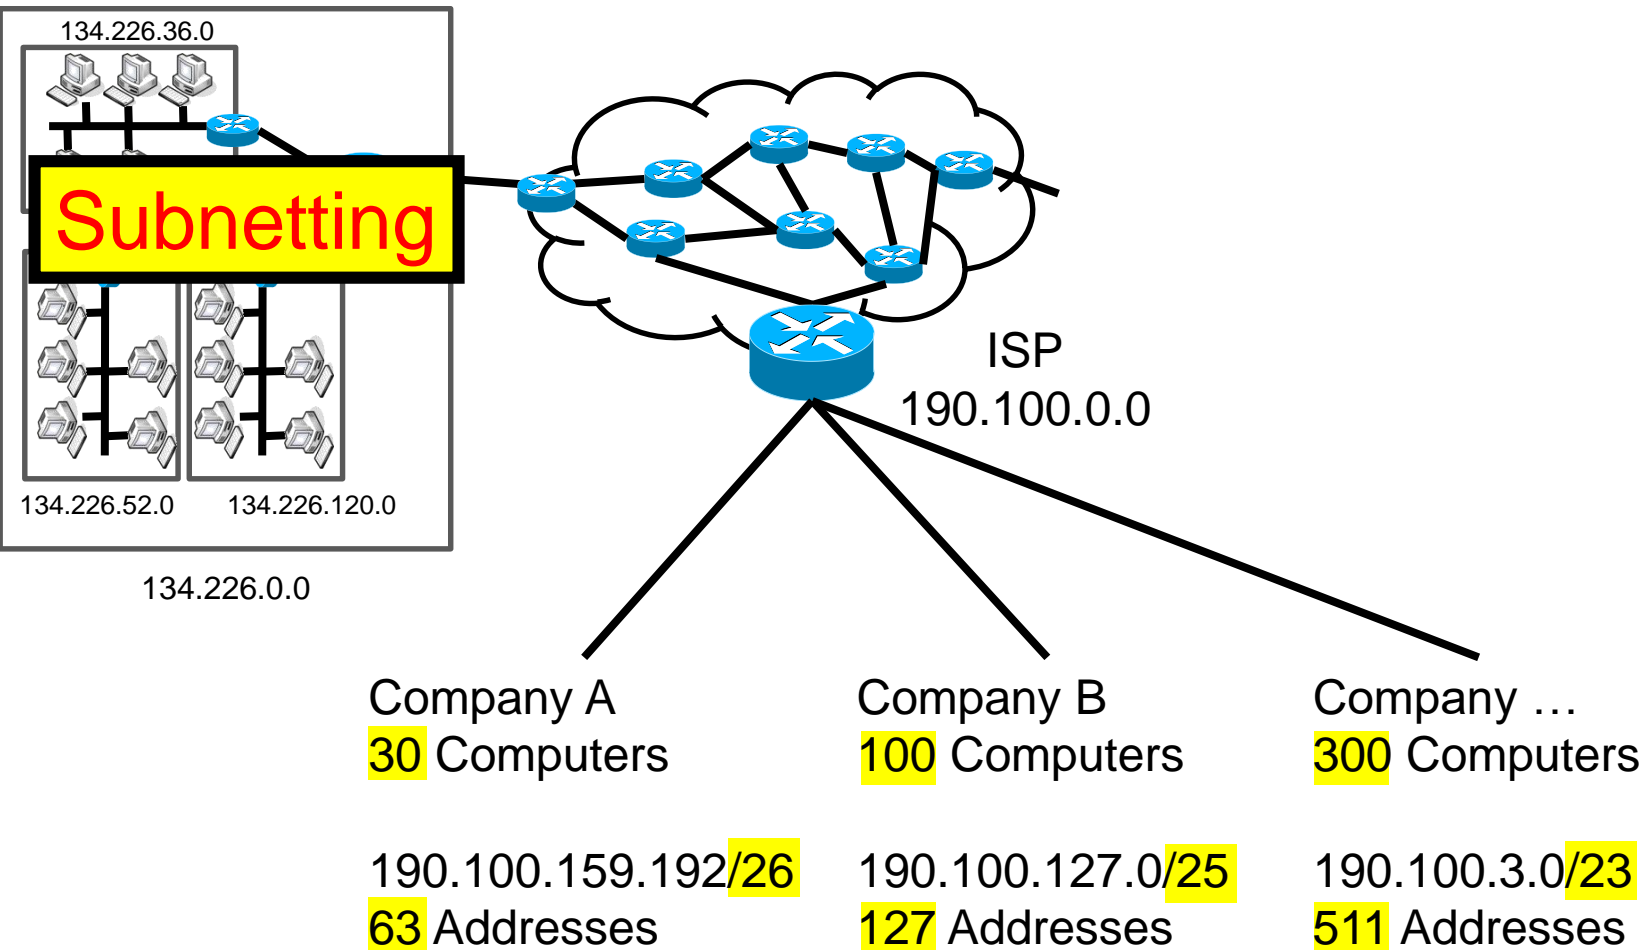 134.226.36.0
Subnetting
134.226.52.0
134.226.120.0
134.226.0.0
ISP
190.100.0.0
Company A
30 Computers
190.100.159.192/26
63 Addresses
Company B
100 Computers
190.100.127.0/25
127 Addresses
Company …
300 Computers
190.100.3.0/23
511 Addresses